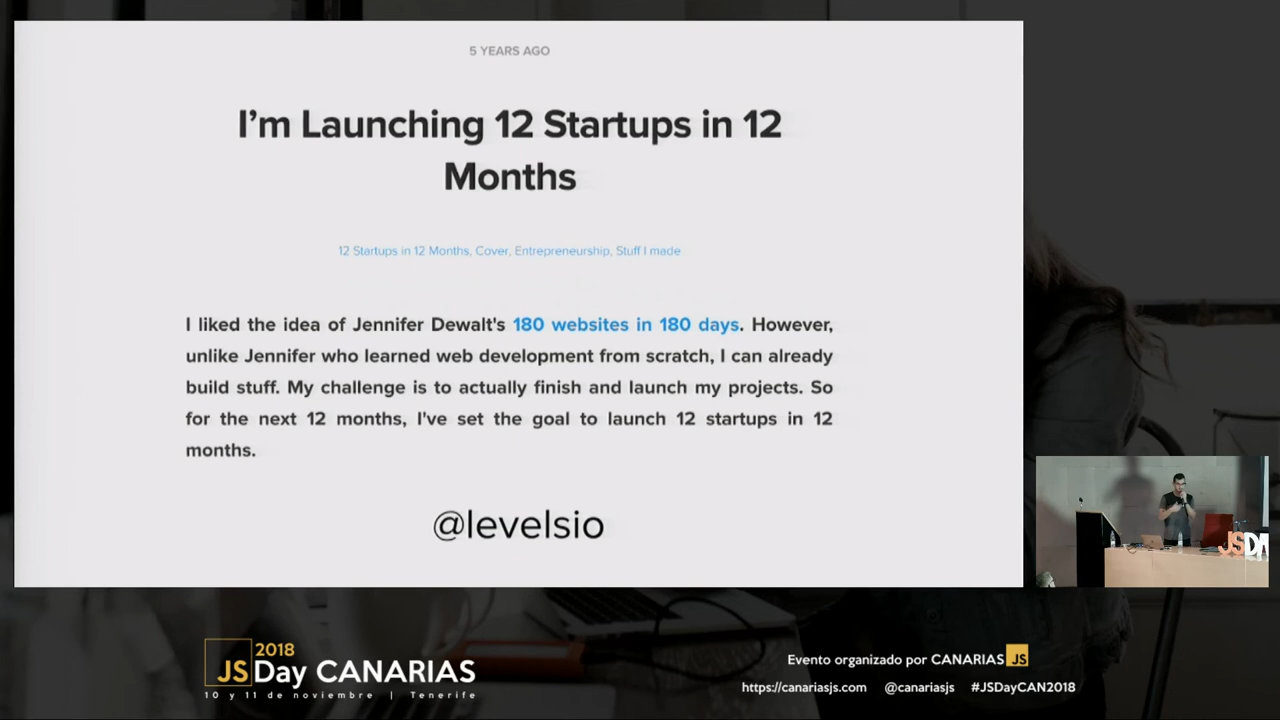 5 YEARS AGO
I'm Launching 12 Startups in 12
Months
12 Startups in 12 Months, Cover, Entrepreneurship, Stuff I made
I liked the idea of Jennifer Dewalt's 180 websites in 180 days. However,
unlike Jennifer who learned web development from scratch, I can already
build stuff. My challenge is to actually finish and launch my projects. So
for the next 12 months, I've set the goal to launch 12 startups in 12
months.
@levelsio
JSDA
2018
JSDay CANARIAS
10 y 11 de noviembre | Tenerife
Evento organizado por CANARIAS JS
https://canariasjs.com @canariasjs #JSDayCAN2018